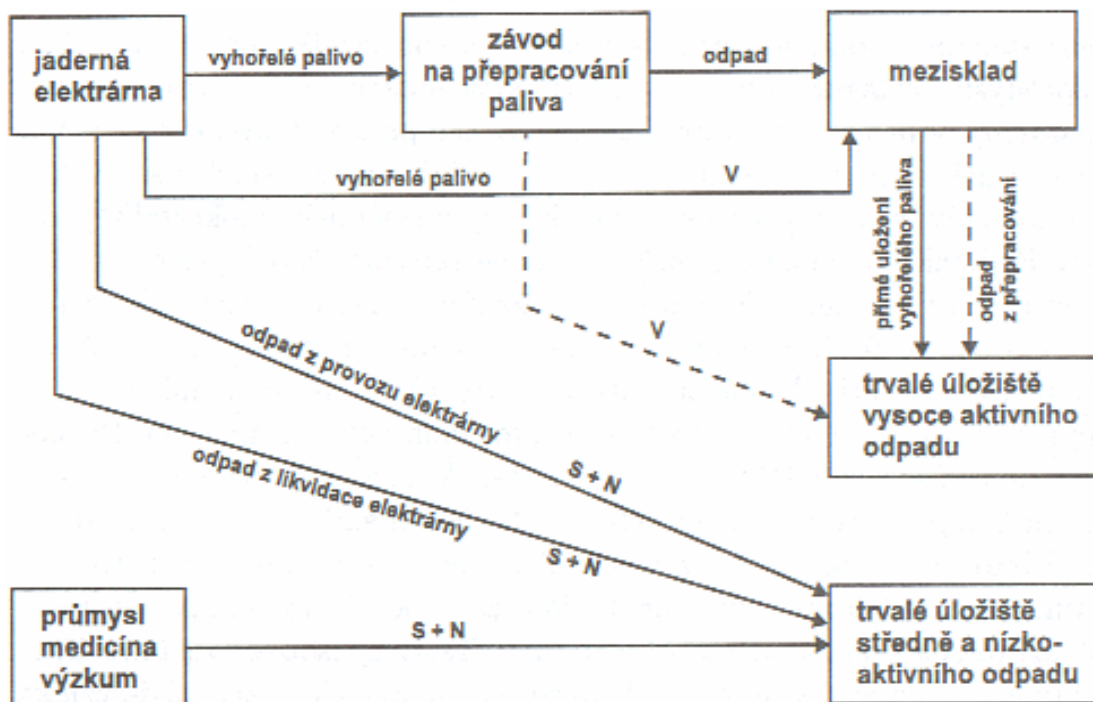 jaderná
elektrárna
vyhořelé palivo
závod
na přepracování
paliva
odpad
mezisklad
vyhořelé palivo
V
přímé uložení
vyhořelého paliva
odpad
z přepracování
V
odpad z provozu elektrárny
S + N
odpad z likvidace elektrárny
S + N
trvalé úložiště
vysoce aktivního
odpadu
průmysl
medicína
výzkum
S + N
trvalé úložiště
středně a nízko-
aktivního odpadu